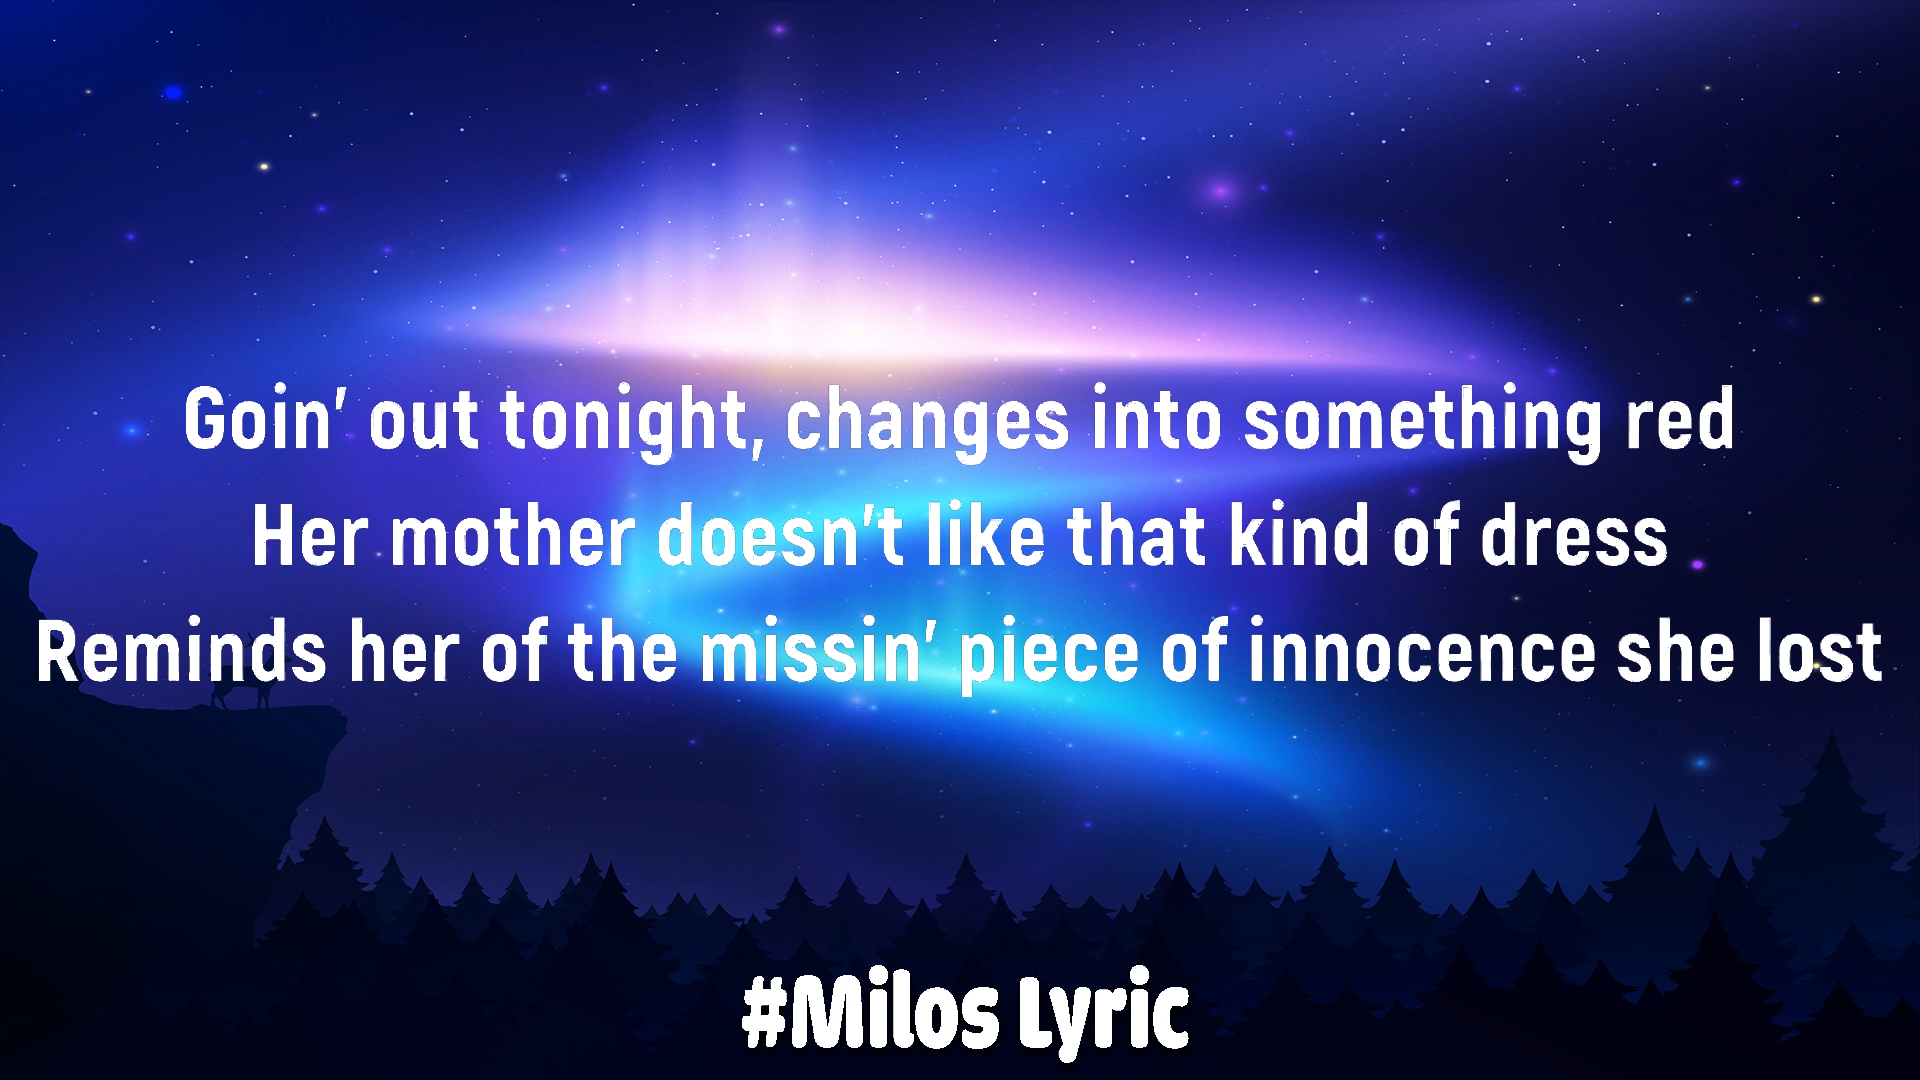 Goin' out tonight, changes into something red
Her mother doesn't like that kind of dress
Reminds her of the missin' piece of innocence she lost
#Milos Lyric